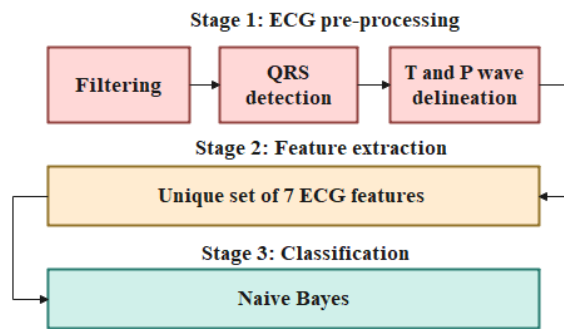 Stage 1: ECG pre-processing
Filtering
QRS
detection
T and P wave
delineation
Stage 2: Feature extraction
Unique set of 7 ECG features
Stage 3: Classification
Naive Bayes